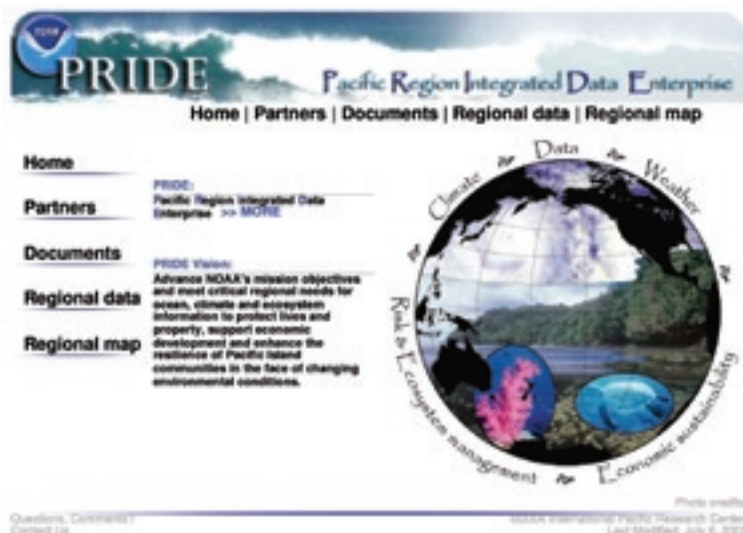 NOAA
PRIDE
Pacific Region Integrated Data Enterprise
Home | Partners | Documents | Regional data | Regional map
Home
Partners
Documents
Regional data
Regional map
PRIDE:
Pacific Region Integrated Data
Enterprise >> MORE
PRIDE Vision:
Advance NOAA's mission objectives
and meet critical regional needs for
ocean, climate and ecosystem
information to protect lives and
property, support economic
development and enhance the
resilience of Pacific Island
communities in the face of changing
environmental conditions.
Climate
Data
Weather
Risk & Ecosystem management
Economic sustainability
Photo credits
Questions, Comments?
Contact Us
International Pacific Research Center
Last Modified: July 6,